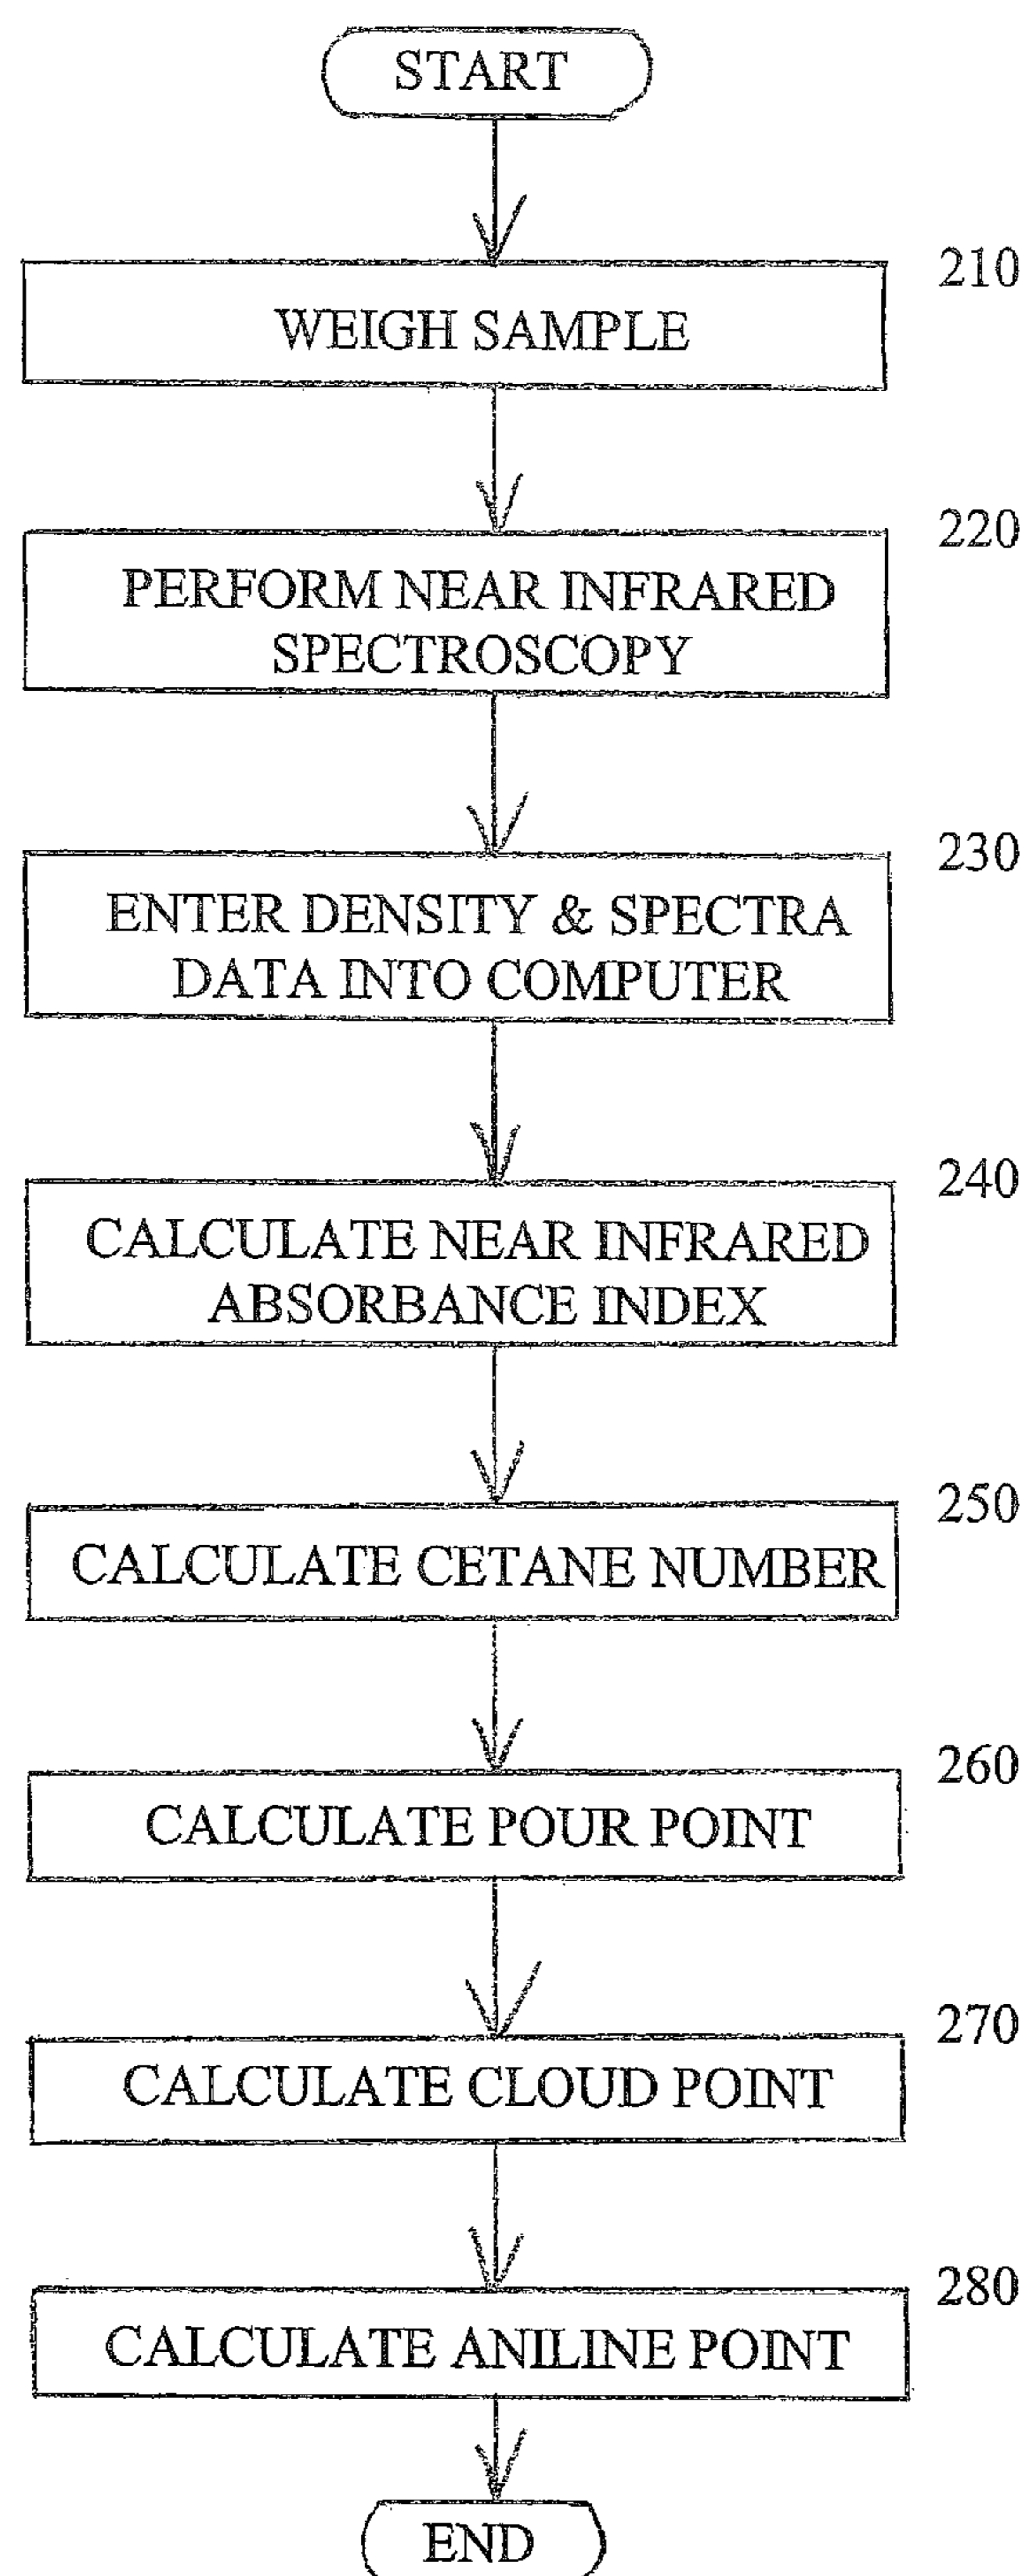 START
210
WEIGH SAMPLE
220
PERFORM NEAR INFRARED
SPECTROSCOPY
230
ENTER DENSITY & SPECTRA
DATA INTO COMPUTER
240
CALCULATE NEAR INFRARED
ABSORBANCE INDEX
250
CALCULATE CETANE NUMBER
260
CALCULATE POUR POINT
270
CALCULATE CLOUD POINT
280
CALCULATE ANILINE POINT
END